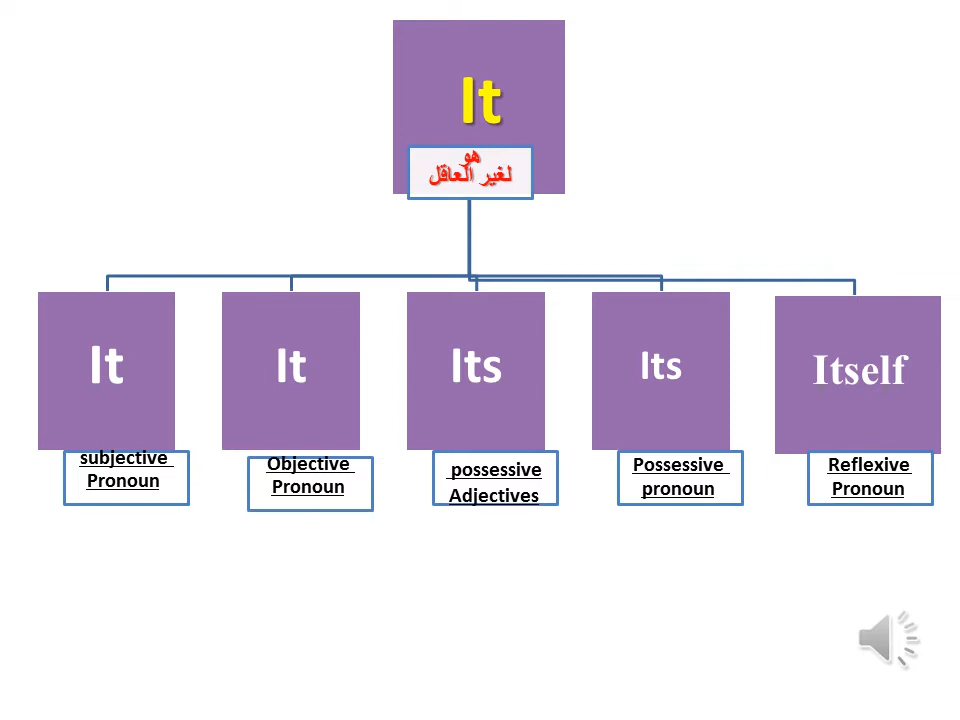 It
هو
لغير العاقل
It
It
Its
Its
Itself
subjective
Pronoun
Objective
Pronoun
possessive
Adjectives
Possessive
pronoun
Reflexive
Pronoun